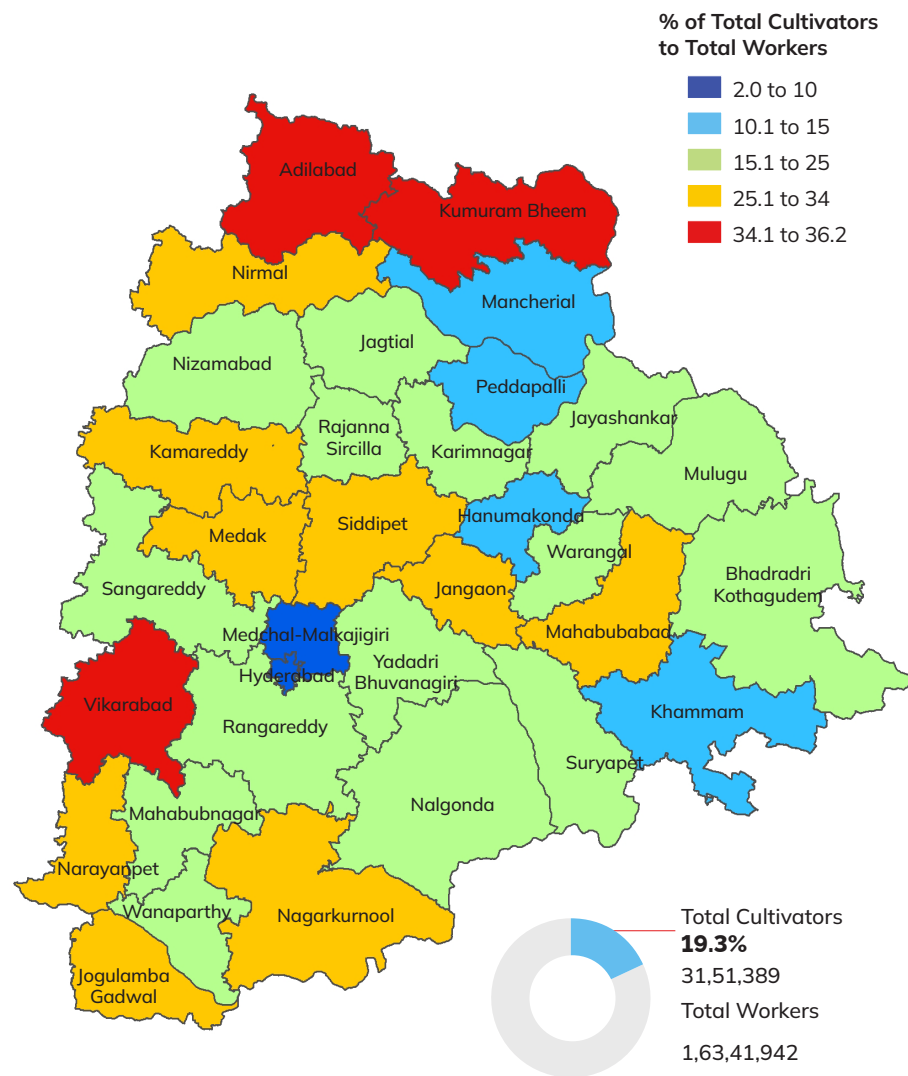 % of Total Cultivators
to Total Workers
2.0 to 10
10.1 to 15
15.1 to 25
25.1 to 34
34.1 to 36.2
Adilabad
Kumuram Bheem
Nirmal
Mancherial
Jagtial
Nizamabad
Peddapalli
Jayashankar
Rajanna
Sircilla
Karimnagar
Kamareddy
Mulugu
Siddipet
Hanumakonda
Medak
Warangal
Bhadradri
Kothagudem
Sangareddy
Jangaon
Mahabubabad
Medchal-Malkajigiri
Yadadri
Bhuvanagiri
Hyderabad
Vikarabad
Khammam
Rangareddy
Suryapet
Nalgonda
Mahabubnagar
Narayanpet
Wanaparthy
Nagarkurnool
Jogulamba
Gadwal
Total Cultivators
19.3%
31,51,389
Total Workers
1,63,41,942